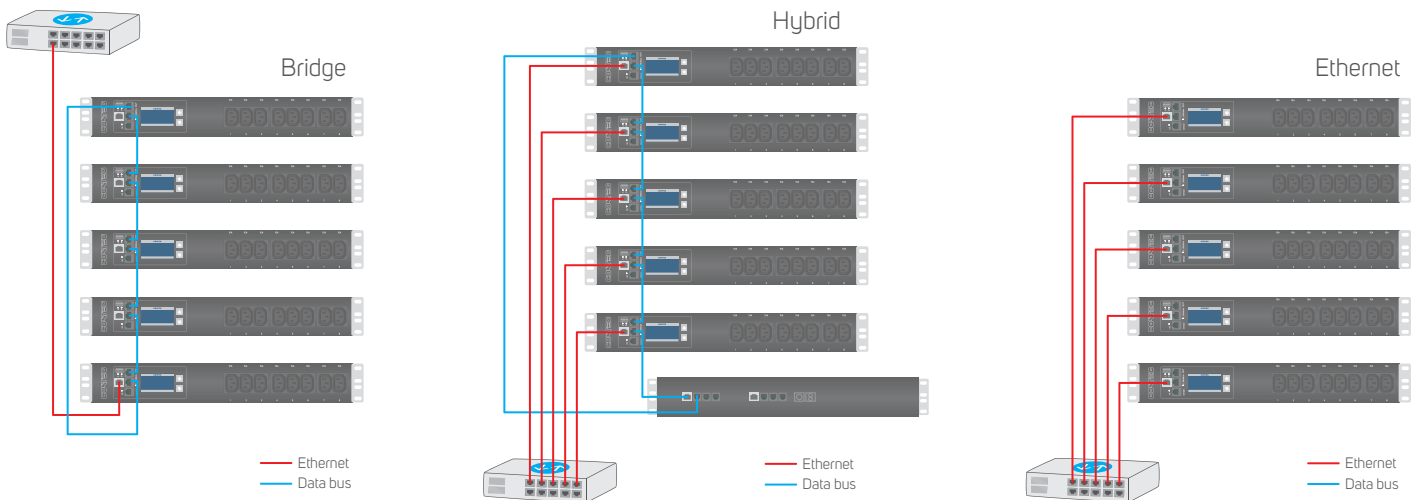 Bridge
Ethernet
Data bus
Hybrid
Ethernet
Data bus
Ethernet
Ethernet
Data bus